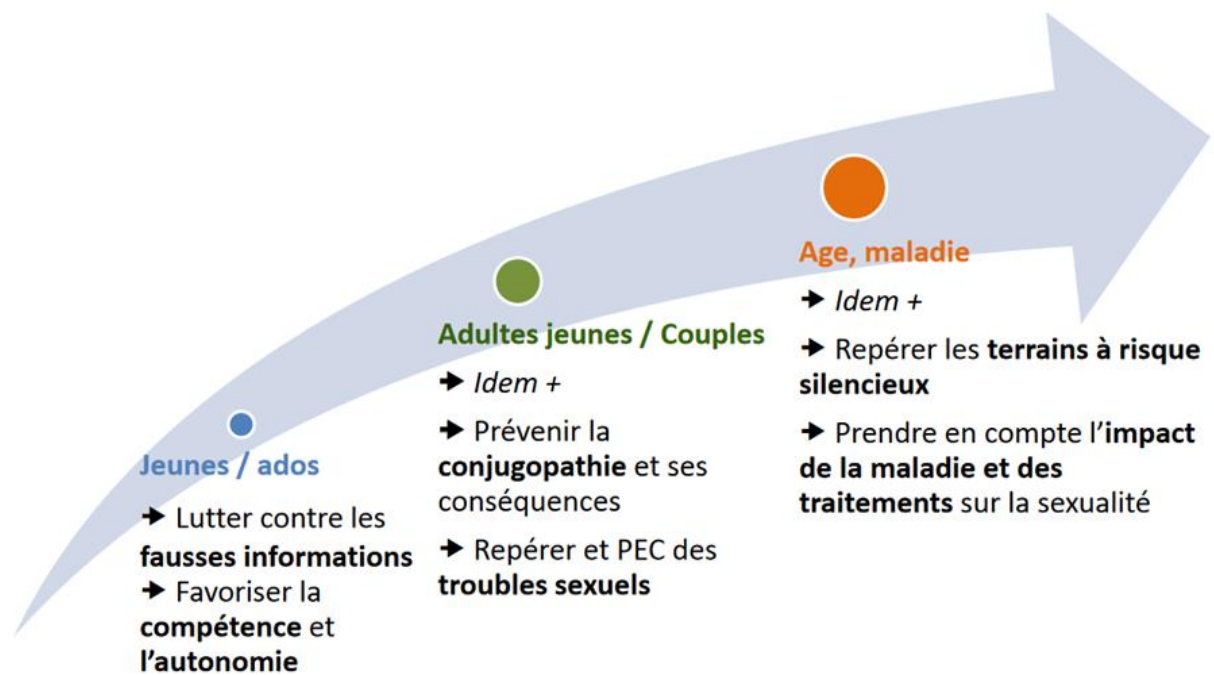 Jeunes / ados
➔ Lutter contre les
fausses informations
➔ Favoriser la
compétence et
l'autonomie
Adultes jeunes / Couples
➔ Idem +
➔ Prévenir la
conjugopathie et ses
conséquences
➔ Repérer et PEC des
troubles sexuels
Age, maladie
➔ Idem +
➔ Repérer les terrains à risque
silencieux
➔ Prendre en compte l'impact
de la maladie et des
traitements sur la sexualité